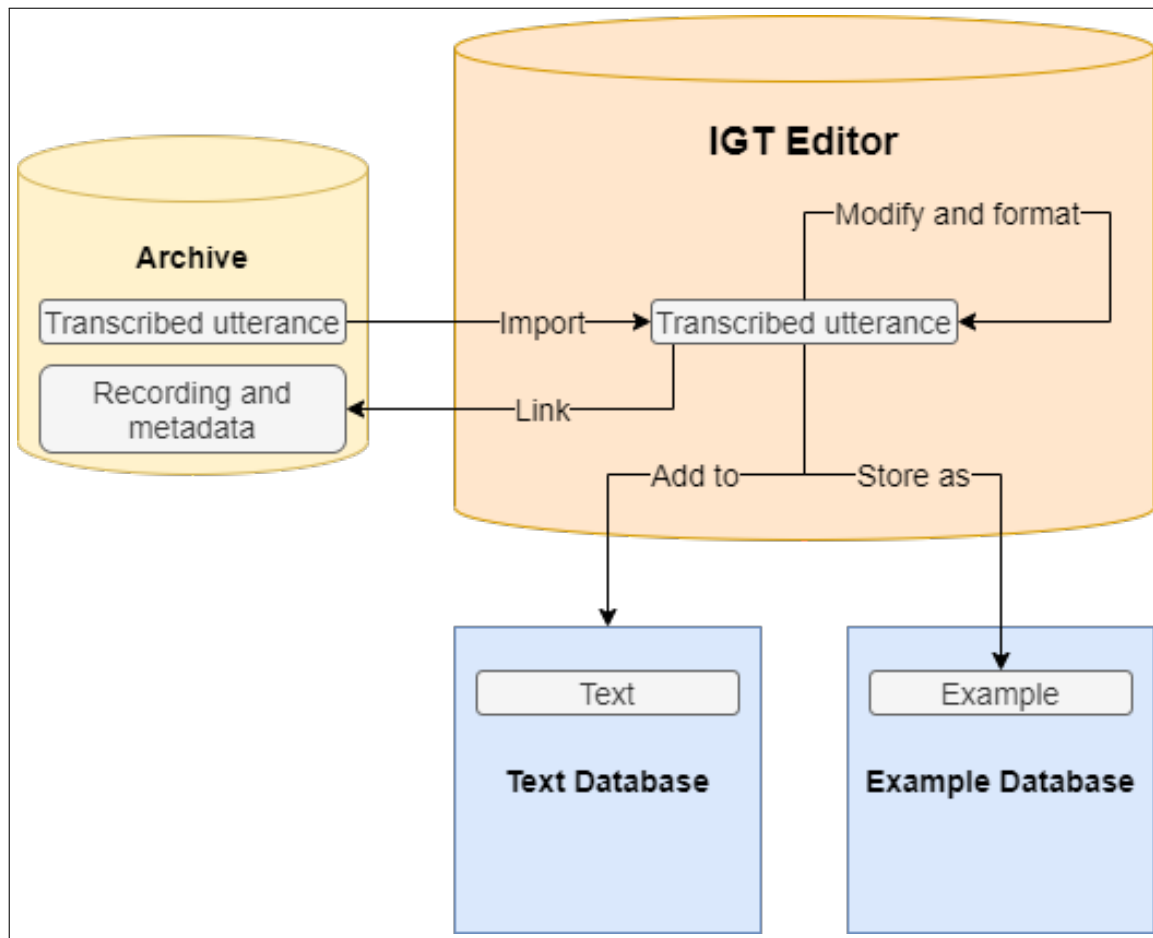 IGT Editor
Modify and format
Archive
Transcribed utterance
Import
Transcribed utterance
Recording and
metadata
Link
Add to
Store as
Text
Example
Text Database
Example Database